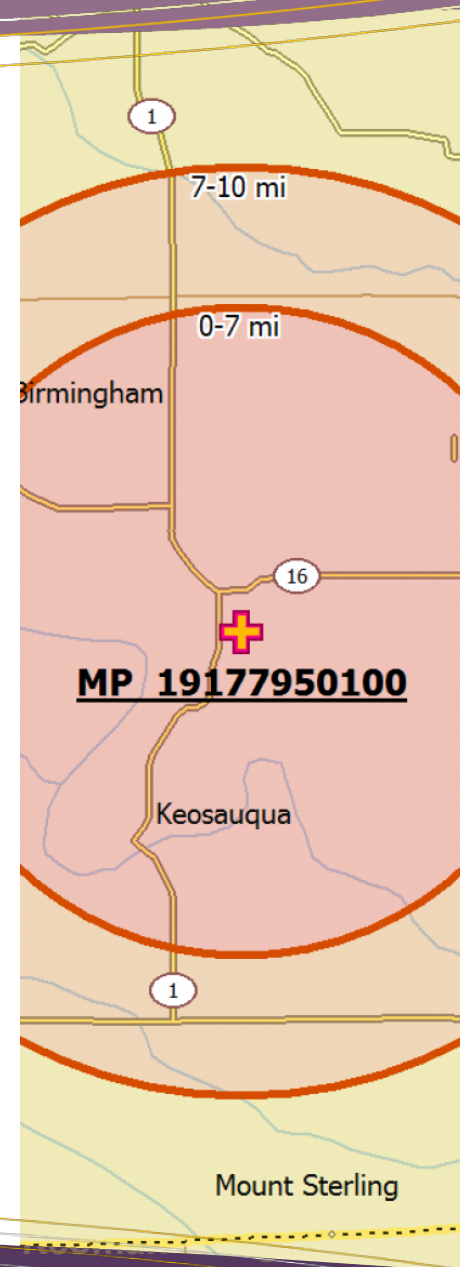 1
7-10 mi
0-7 mi
Birmingham
16
MP 19177950100
Keosauqua
1
Mount Sterling